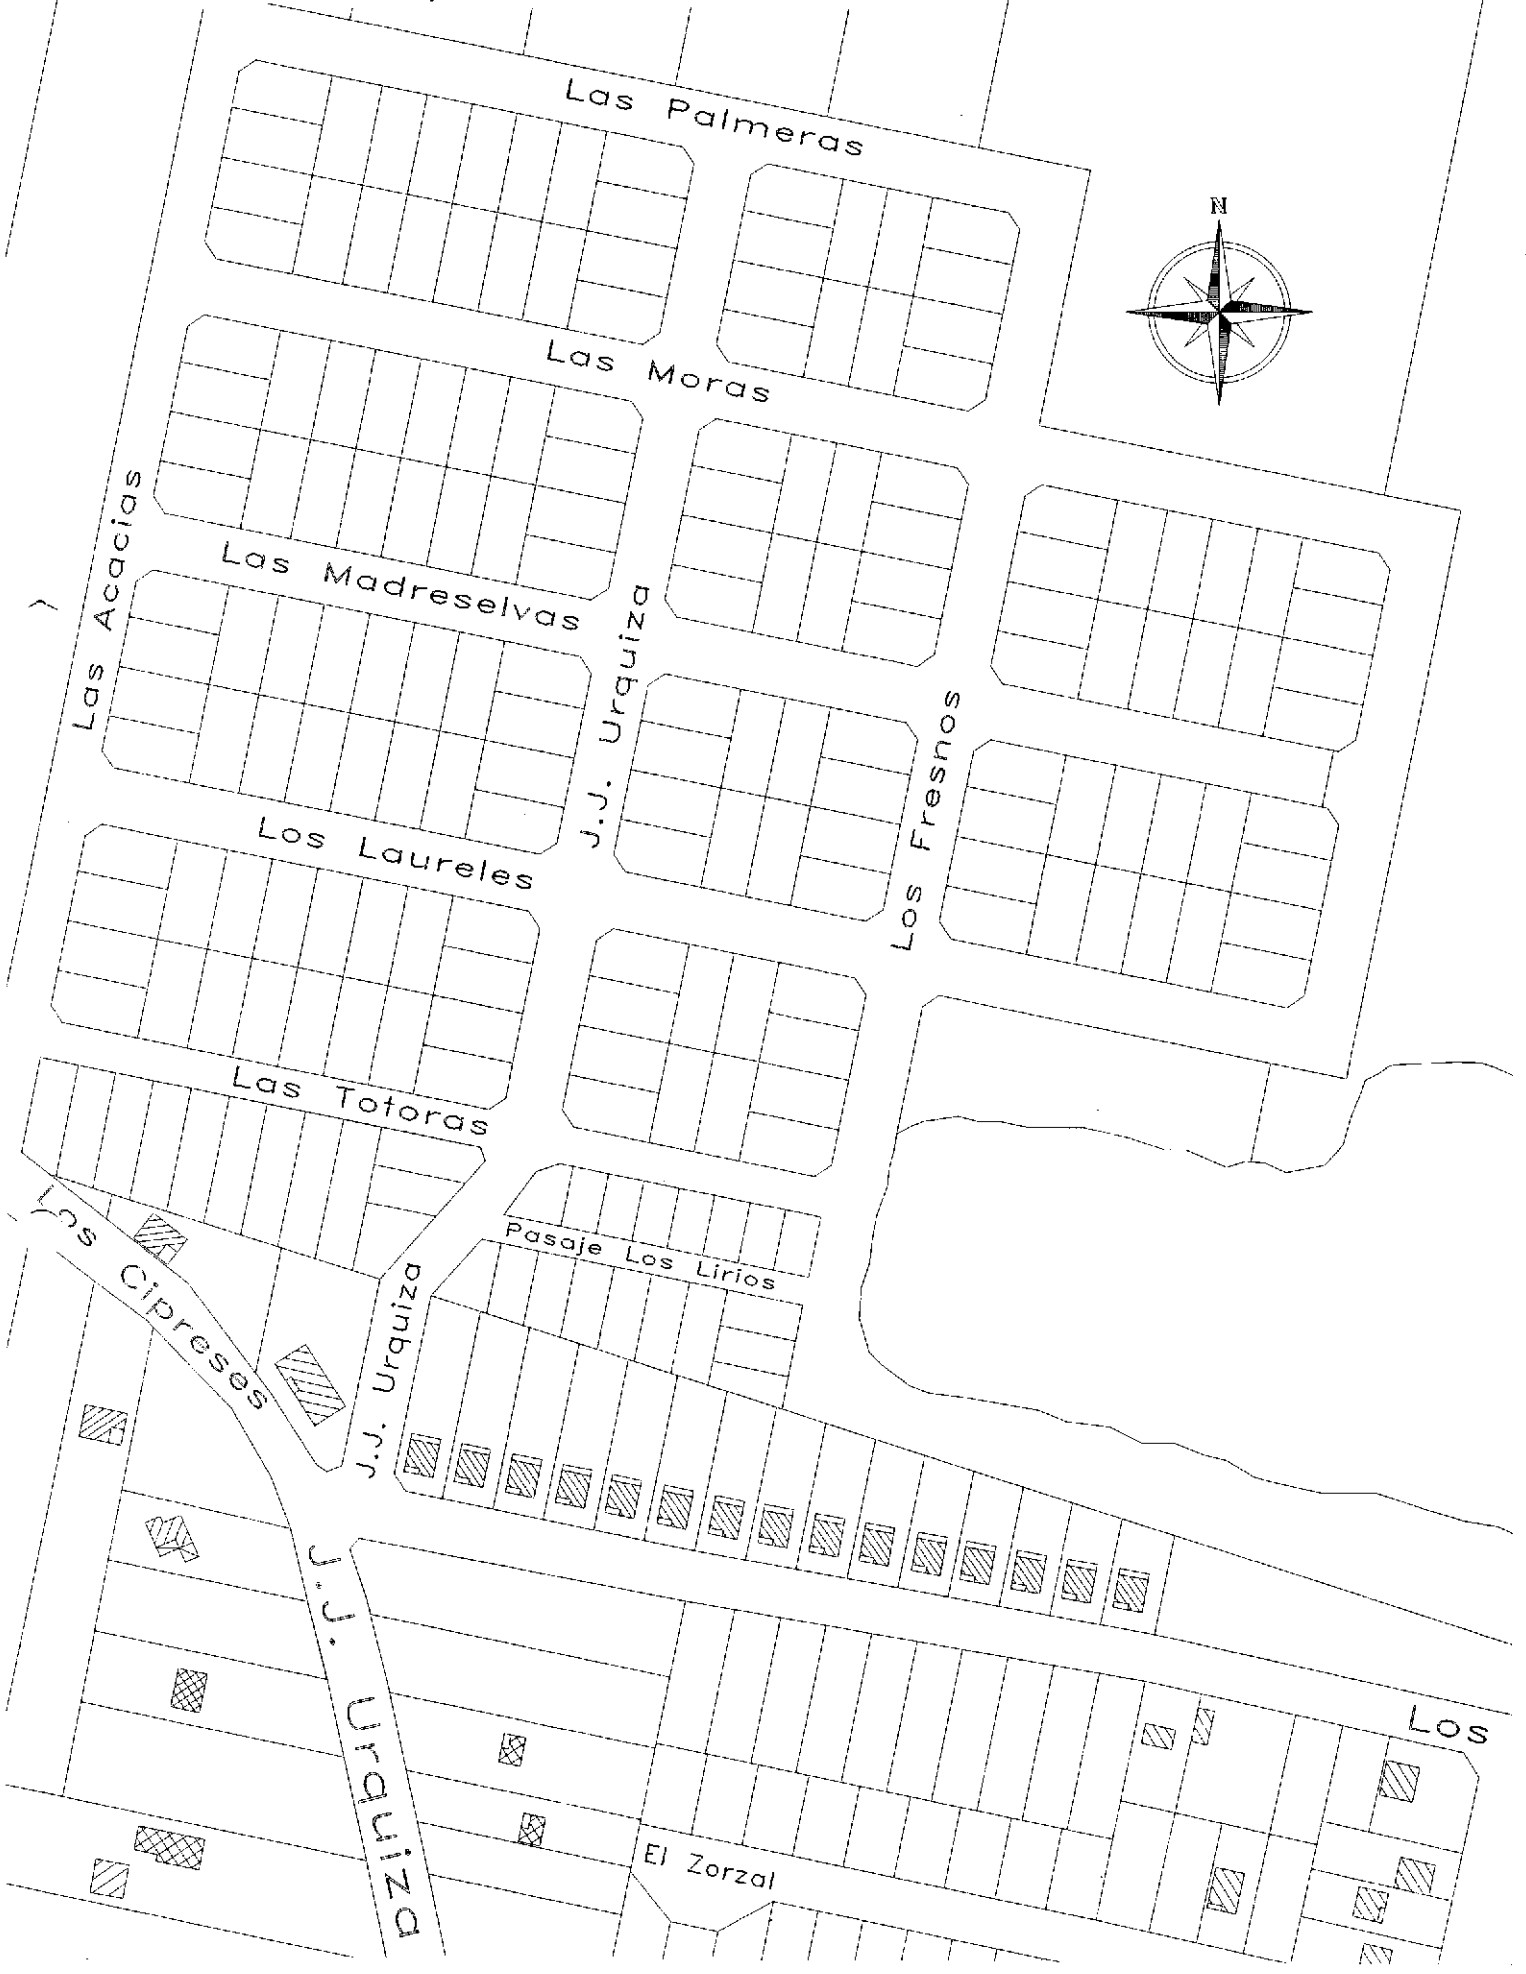 Las Palmeras
N
Las Moras
Las Acacias
Las Madreselvas
J.J. Urquiza
Los Fresnos
Los Laureles
Las Totoras
Los Cipreses
Pasaje Los Lirios
J.J. Urquiza
J.J. Urquiza
Los
El Zorzal